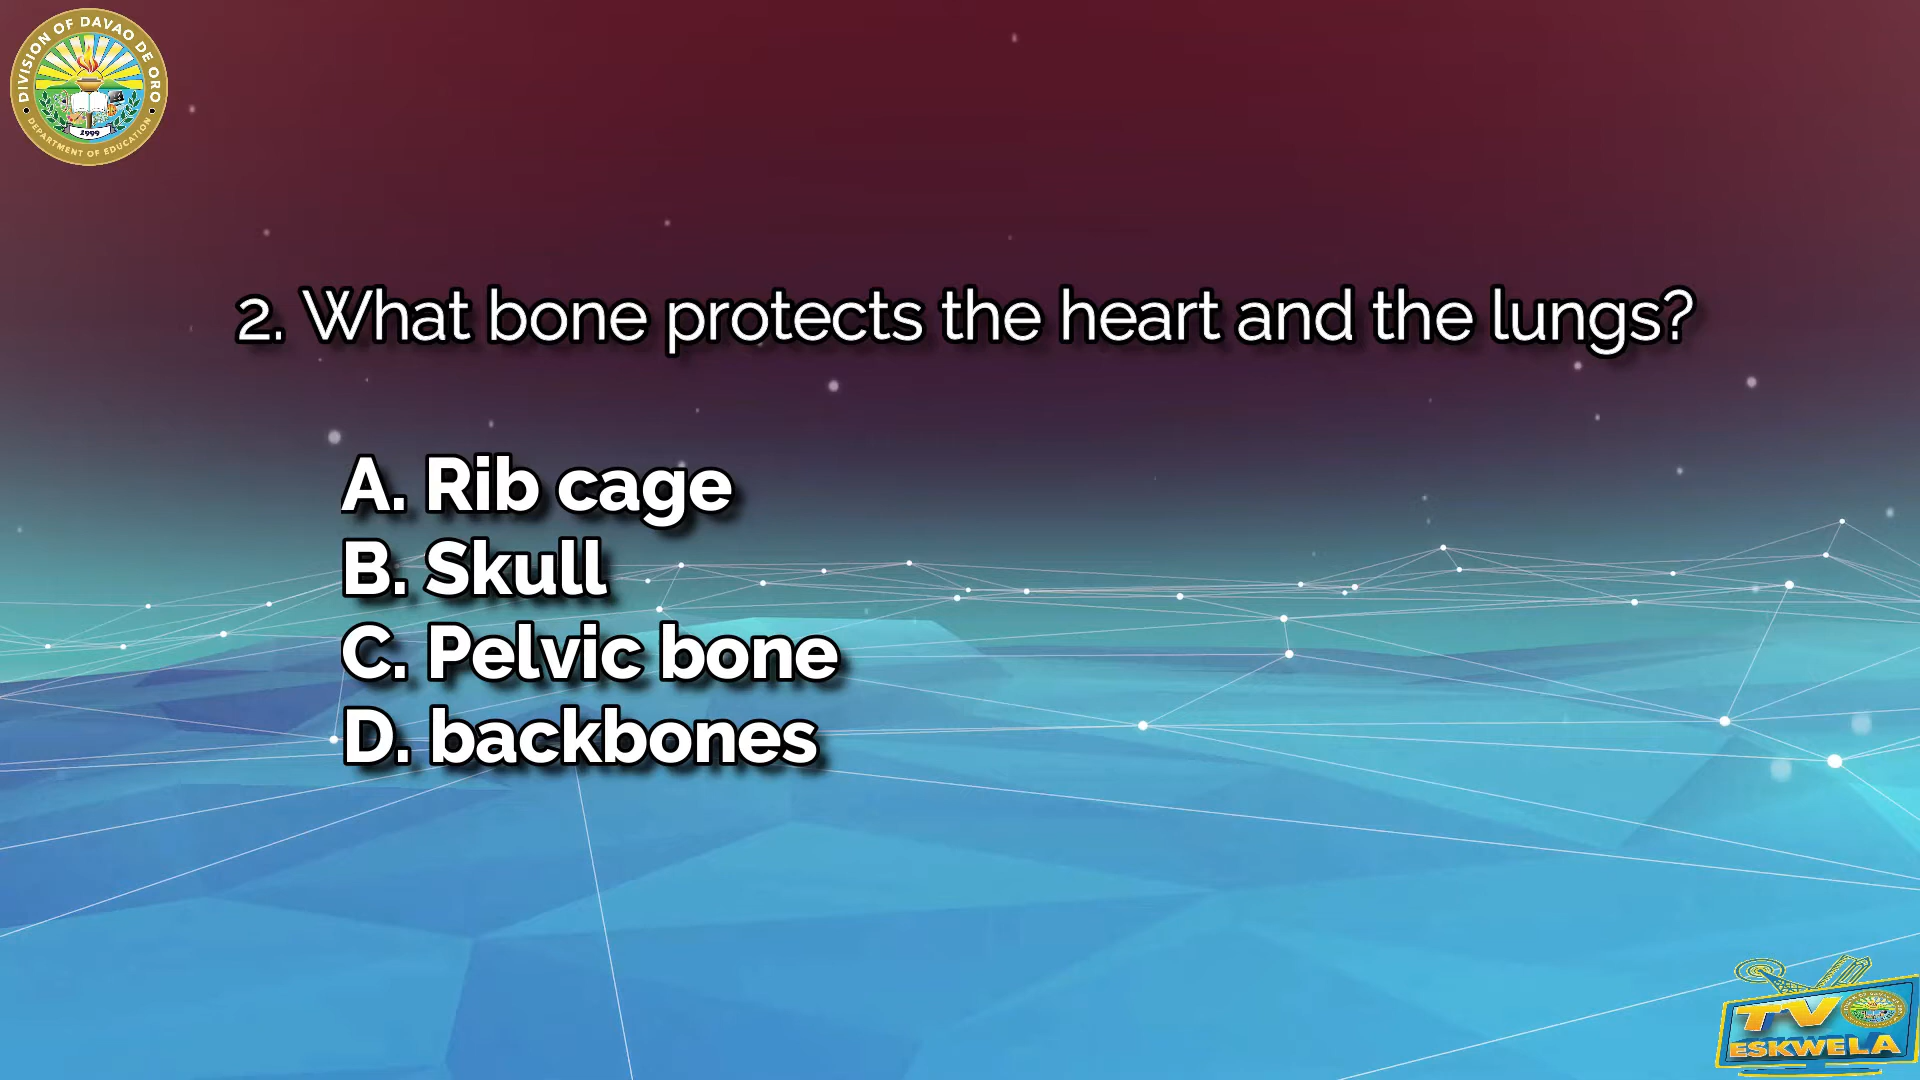 DIVISION OF DAVAO DE ORO
1999
DEPARTMENT OF EDUCATION
2. What bone protects the heart and the lungs?
A. Rib cage
B. Skull
C. Pelvic bone
D. backbones
TV
ESKWELA